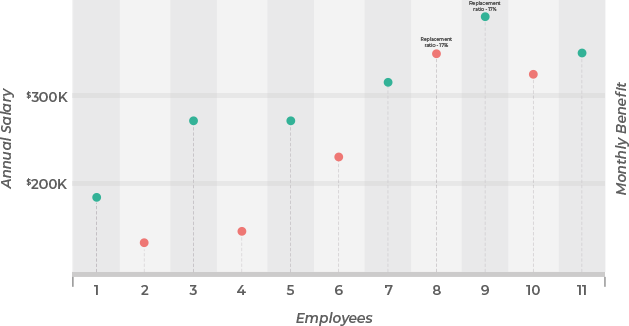 Replacement
ratio - 17%
Replacement
ratio - 17%
$300K
$200K
Annual Salary
Monthly Benefit
1 2 3 4 5 6 7 8 9 10 11
Employees